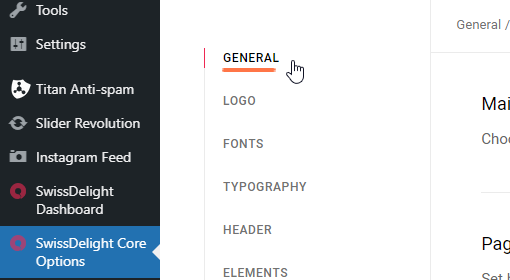 Tools
Settings
Titan Anti-spam
Slider Revolution
Instagram Feed
SwissDelight
Dashboard
SwissDelight Core
Options
GENERAL
LOGO
FONTS
TYPOGRAPHY
HEADER
ELEMENTS
General /
Mai
Choo
Pag
Set b